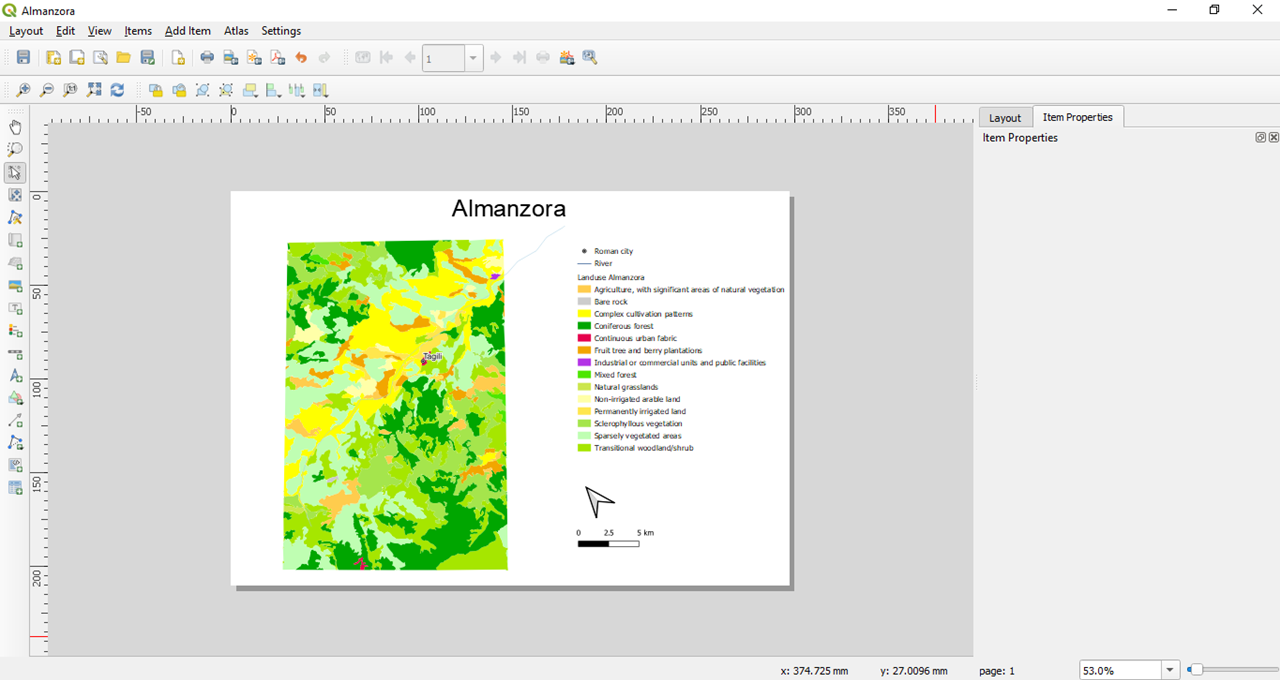 Almanzora
Layout Edit View Items Add Item Atlas Settings
1
-50 0 50 100 150 200 250 300 350
Layout Item Properties
Item Properties
0
50
100
150
200
Almanzora
Roman city
River
Landuse Almanzora
Agriculture, with significant areas of natural vegetation
Bare rock
Complex cultivation patterns
Coniferous forest
Continuous urban fabric
Fruit tree and berry plantations
Industrial or commercial units and public facilities
Mixed forest
Natural grasslands
Non-irrigated arable land
Permanently irrigated land
Sclerophyllous vegetation
Sparsely vegetated areas
Transitional woodland/shrub
Tagili
0 2.5 5 km
x: 374.725 mm y: 27.0096 mm page: 1 53.0%